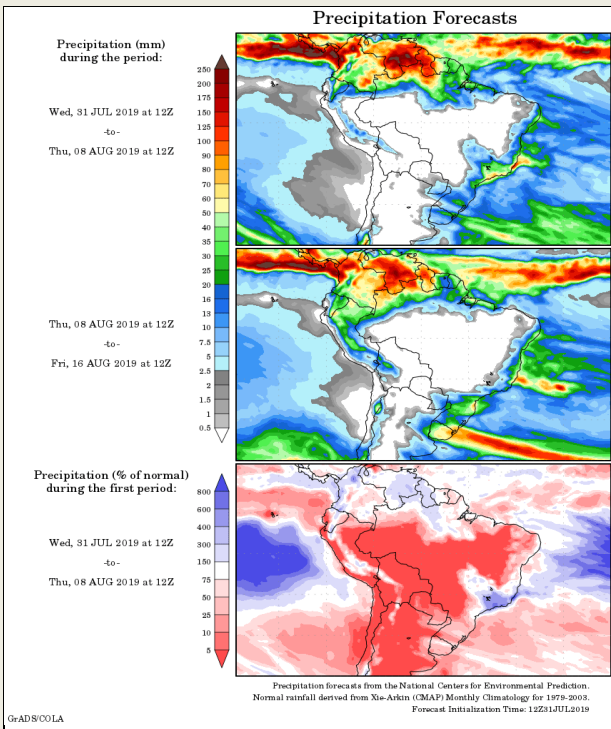 Precipitation Forecasts
Precipitation (mm)
during the period:
Wed, 31 JUL 2019 at 12Z
-to-
Thu, 08 AUG 2019 at 12Z
250
200
175
150
125
100
90
80
70
60
50
40
35
30
25
20
16
13
10
7.5
5
2.5
2
1.5
1
0.5
Thu, 08 AUG 2019 at 12Z
-to-
Fri, 16 AUG 2019 at 12Z
Precipitation (% of normal)
during the first period:
Wed, 31 JUL 2019 at 12Z
-to-
Thu, 08 AUG 2019 at 12Z
800
600
400
300
150
75
50
25
10
5
Precipitation forecasts from the National Centers for Environmental Prediction.
Normal rainfall derived from Xie-Arkin (CMAP) Monthly Climatology for 1979-2003.
Forecast Initialization Time: 12Z31JUL2019
GrADS/COLA